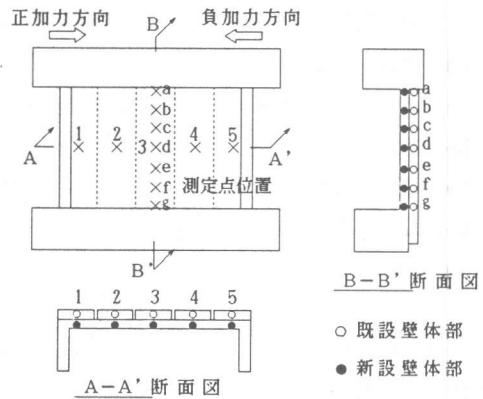 正加力方向 負加力方向
B
a
b
c
1 2 3 d 4 5
A A'
e
f 測定点位置
g
B'
a
b
c
d
e
f
g
B－B' 断面図
1 2 3 4 5
A－A' 断面図
○ 既設壁体部
● 新設壁体部